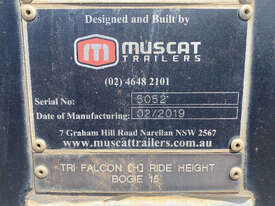 Designed and Built by
MUSCAT
TRAILERS
(02) 4648 2101
Serial No: 5052
Date of Manufacturing: 02/2019
7 Graham Hill Road Narellan NSW 2567
www.muscattrailers.com.au
TRI FALCON [H] RIDE HEIGHT
BOGIE 15